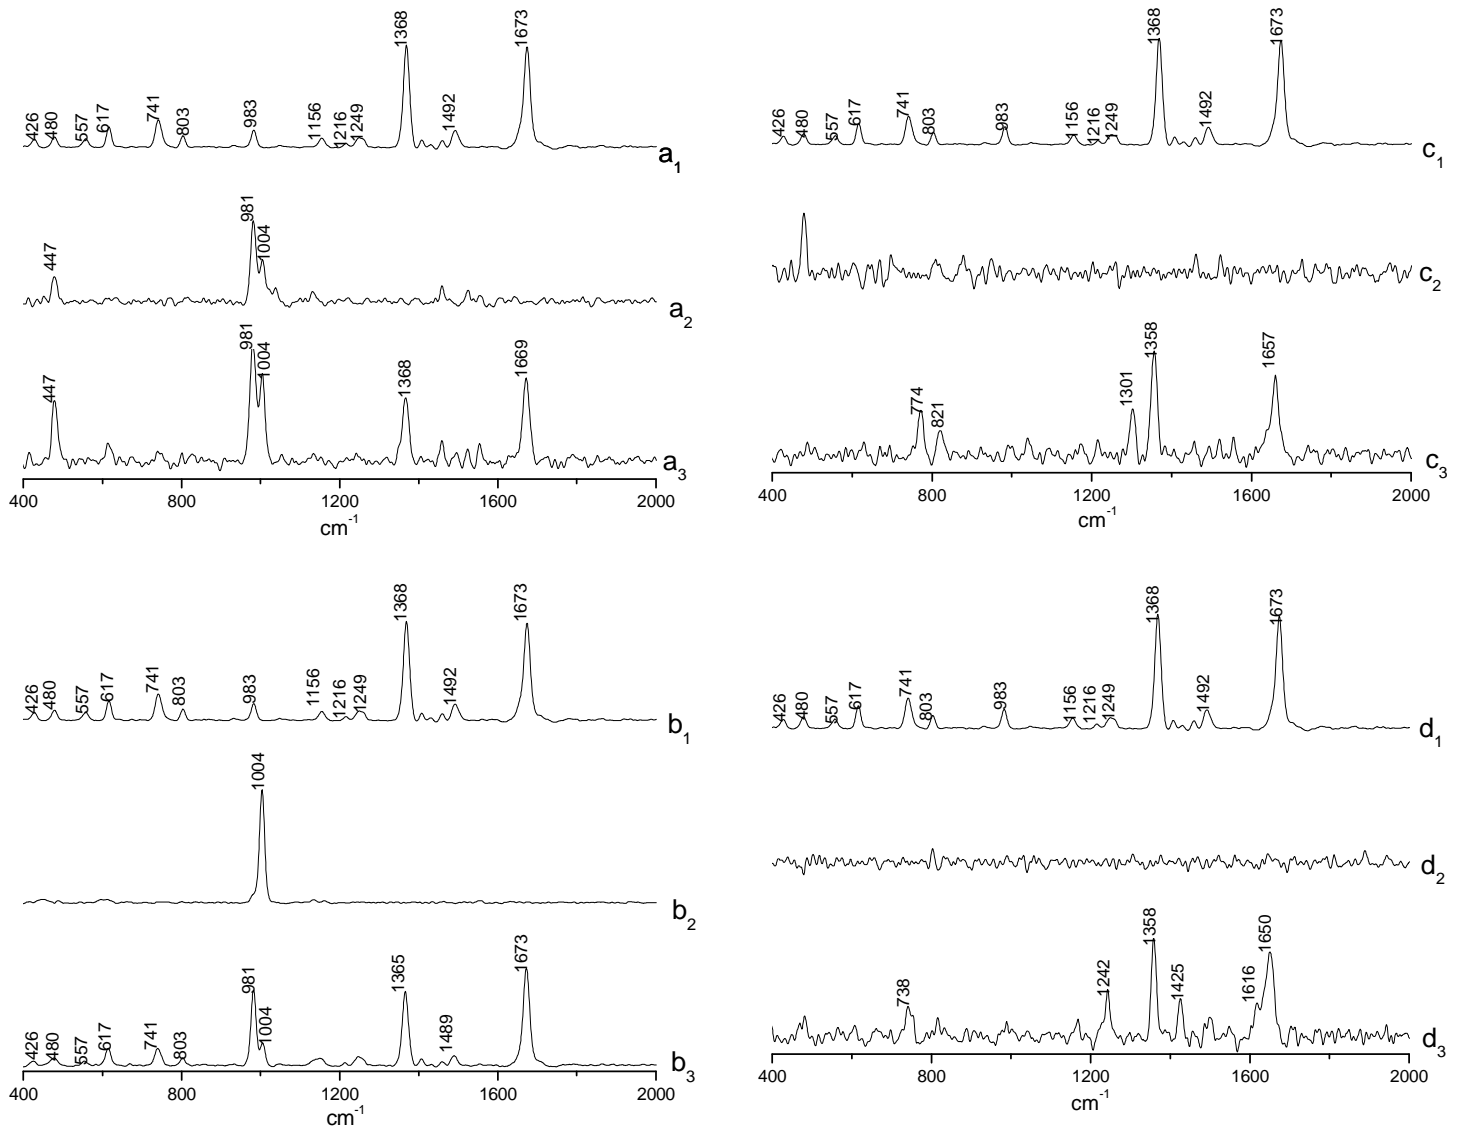 426 480 557 617 741 803 983 1156 1216 1249 1368 1492 1673
a1
447 981 1004
a2
447 981 1004 1368 1669
a3
400 800 1200 1600 2000
cm-1
426 480 557 617 741 803 983 1156 1216 1249 1368 1492 1673
c1
c2
774 821 1301 1358 1657
c3
400 800 1200 1600 2000
cm-1
426 480 557 617 741 803 983 1156 1216 1249 1368 1492 1673
b1
1004
b2
426 480 557 617 741 803 981 1004 1365 1489 1673
b3
400 800 1200 1600 2000
cm-1
426 480 557 617 741 803 983 1156 1216 1249 1368 1492 1673
d1
d2
738 1242 1358 1425 1616 1650
d3
400 800 1200 1600 2000
cm-1